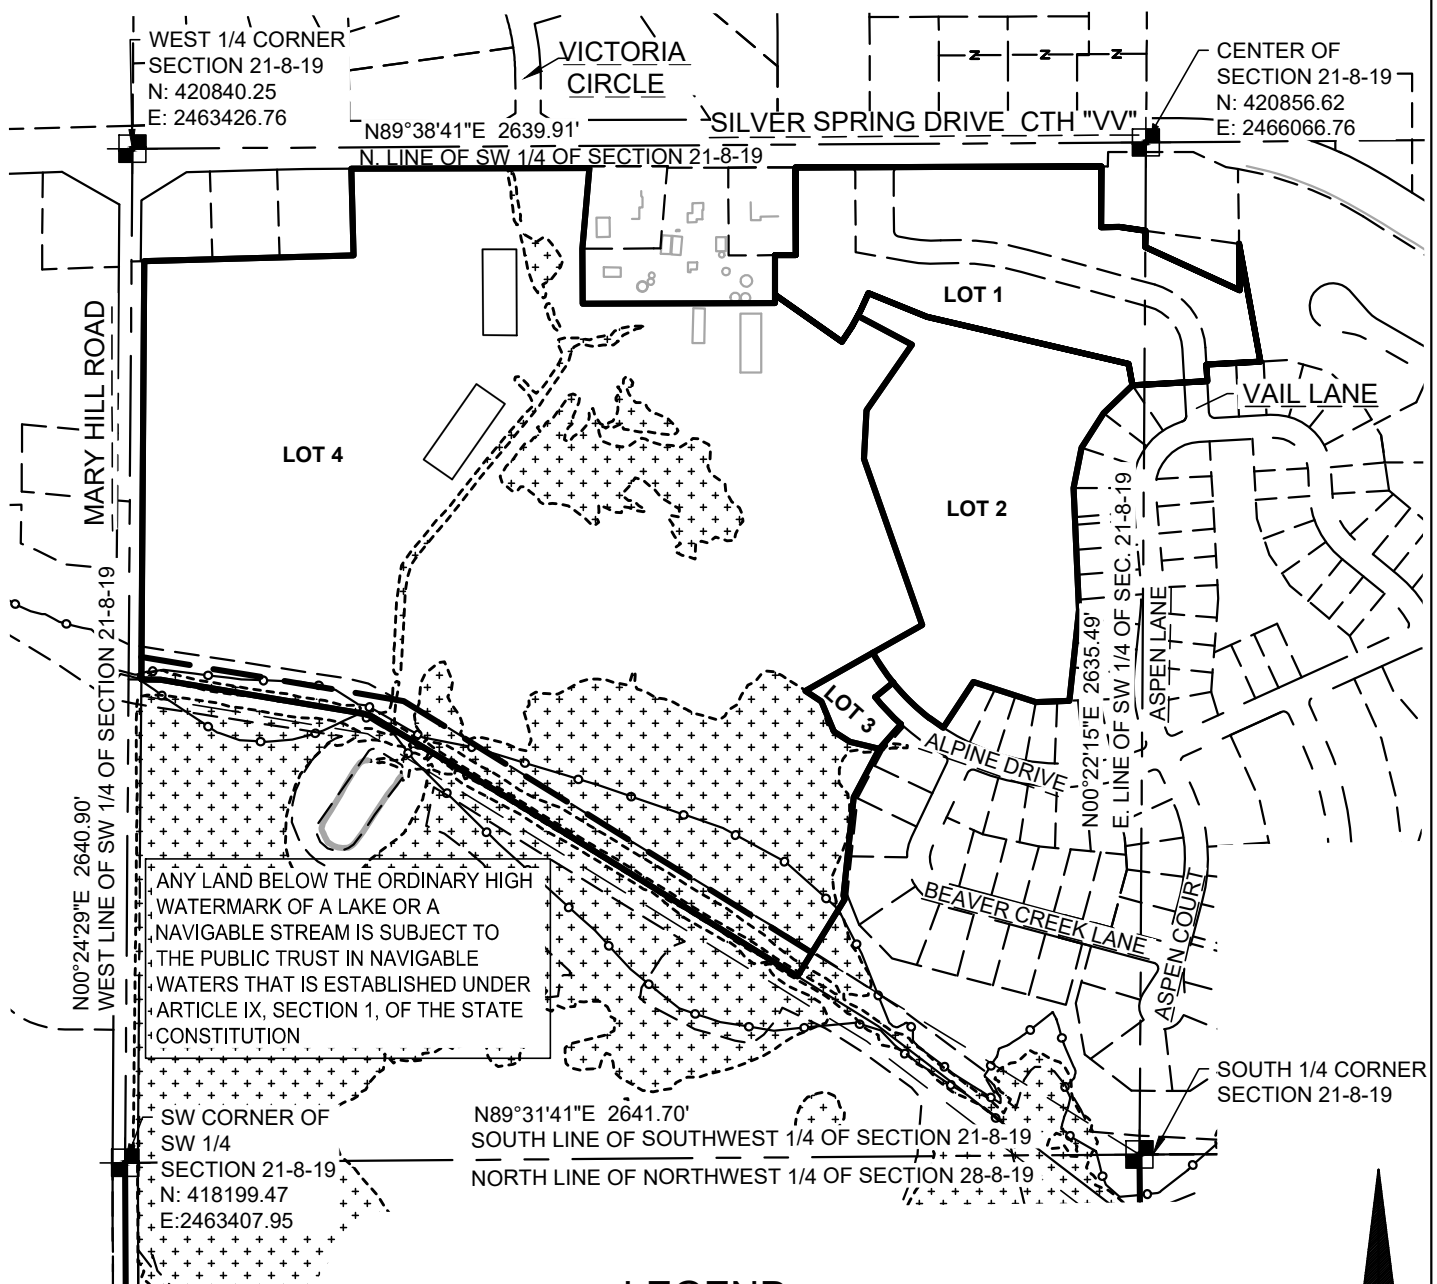 WEST 1/4 CORNER
SECTION 21-8-19
N: 420840.25
E: 2463426.76
VICTORIA
CIRCLE
CENTER OF
SECTION 21-8-19
N: 420856.62
E: 2466066.76
N89°38'41"E 2639.91'
SILVER SPRING DRIVE CTH "VV"
N. LINE OF SW 1/4 OF SECTION 21-8-19
MARY HILL ROAD
LOT 1
VAIL LANE
LOT 4
LOT 2
LOT 3
ALPINE DRIVE
N00°22'15"E 2635.49'
E. LINE OF SW 1/4 OF SEC. 21-8-19
ASPEN LANE
N00°24'29"E 2640.90'
WEST LINE OF SW 1/4 OF SECTION 21-8-19
ANY LAND BELOW THE ORDINARY HIGH
WATERMARK OF A LAKE OR A
NAVIGABLE STREAM IS SUBJECT TO
THE PUBLIC TRUST IN NAVIGABLE
WATERS THAT IS ESTABLISHED UNDER
ARTICLE IX, SECTION 1, OF THE STATE
CONSTITUTION
BEAVER CREEK LANE
ASPEN COURT
SOUTH 1/4 CORNER
SECTION 21-8-19
SW CORNER OF
SW 1/4
SECTION 21-8-19
N: 418199.47
E:2463407.95
N89°31'41"E 2641.70'
SOUTH LINE OF SOUTHWEST 1/4 OF SECTION 21-8-19
NORTH LINE OF NORTHWEST 1/4 OF SECTION 28-8-19
LEGEND